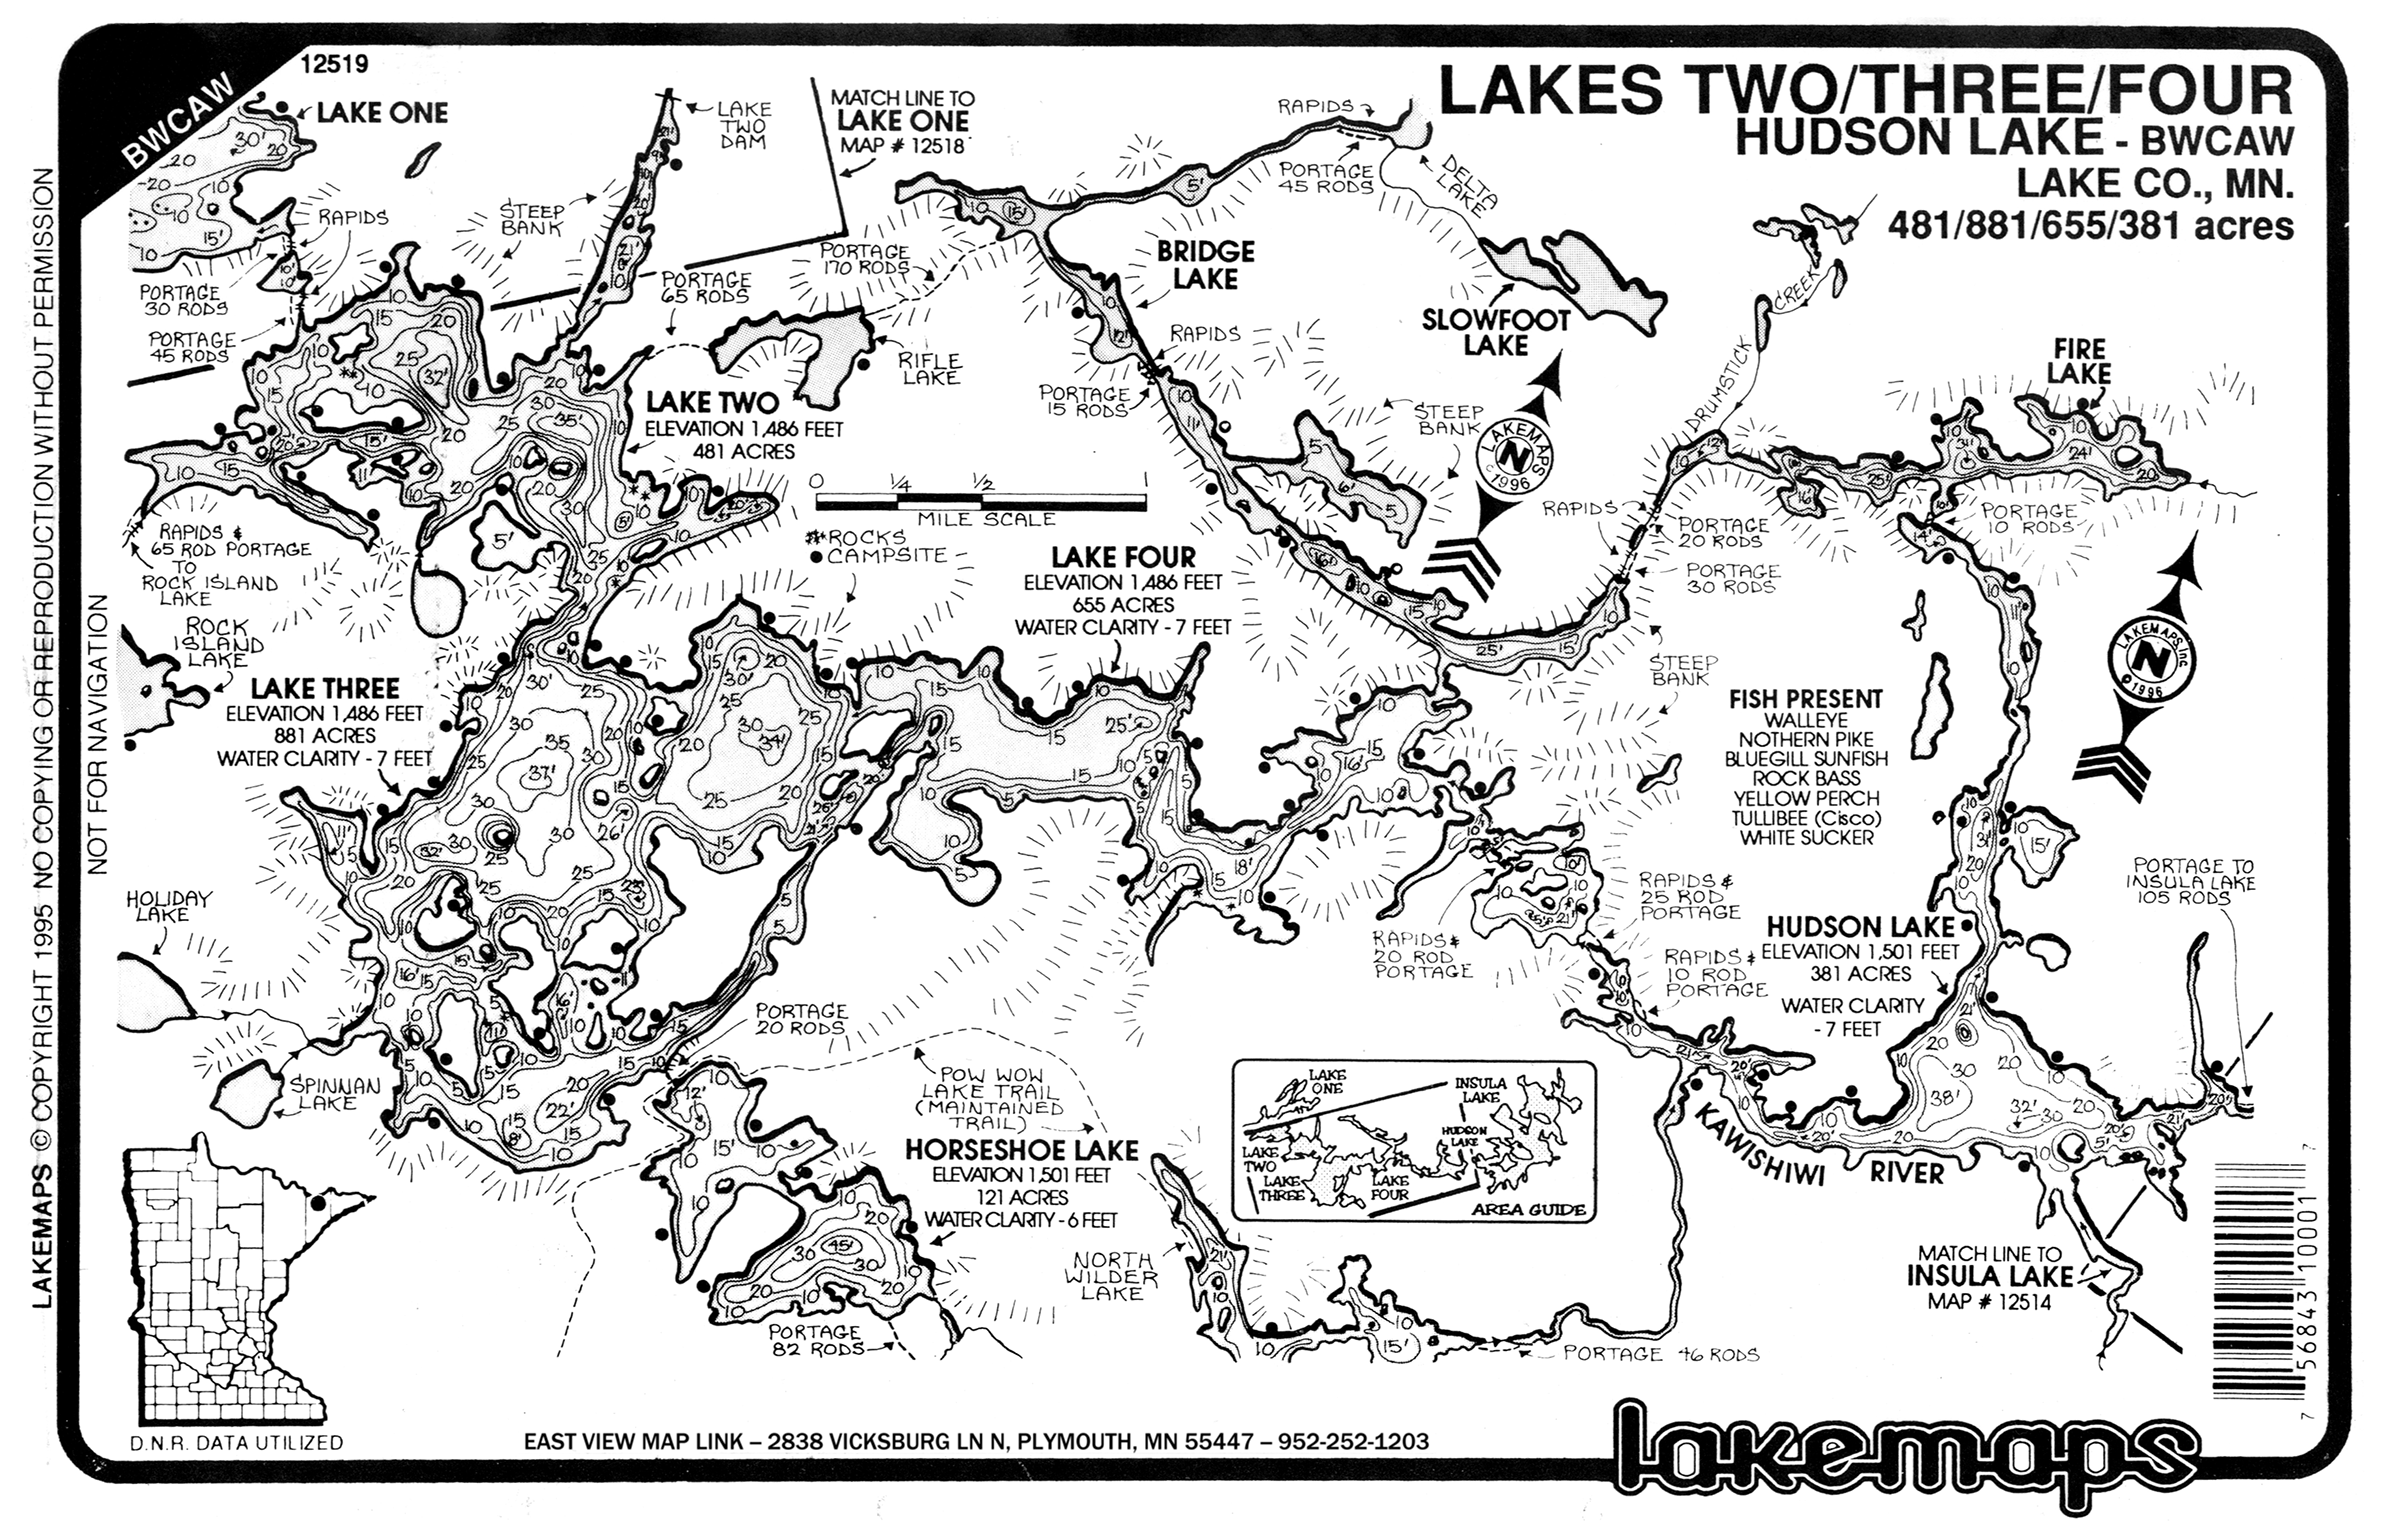 12519
BWCAW
LAKES TWO/THREE/FOUR
HUDSON LAKE - BWCAW
LAKE CO., MN.
481/881/655/381 acres
LAKEMAPS © COPYRIGHT 1995 NO COPYING OR REPRODUCTION WITHOUT PERMISSION
NOT FOR NAVIGATION
LAKE ONE
LAKE
TWO
DAM
MATCH LINE TO
LAKE ONE
MAP # 12518
RAPIDS
STEEP
BANK
PORTAGE
30 RODS
PORTAGE
45 RODS
PORTAGE
65 RODS
PORTAGE
170 RODS
RIFLE
LAKE
RAPIDS
PORTAGE
45 RODS
DELTA
LAKE
BRIDGE
LAKE
SLOWFOOT
LAKE
RAPIDS
PORTAGE
15 RODS
STEEP
BANK
LAKEMAPS
N
© 1996
DRUMSTICK
CREEK
FIRE
LAKE
LAKE TWO
ELEVATION 1,486 FEET
481 ACRES
0 1/4 1/2 1
MILE SCALE
ROCKS
CAMPSITE
RAPIDS &
65 ROD PORTAGE
TO
ROCK ISLAND
LAKE
ROCK
ISLAND
LAKE
LAKE THREE
ELEVATION 1,486 FEET
881 ACRES
WATER CLARITY - 7 FEET
LAKE FOUR
ELEVATION 1,486 FEET
655 ACRES
WATER CLARITY - 7 FEET
RAPIDS
PORTAGE
20 RODS
PORTAGE
30 RODS
STEEP
BANK
PORTAGE
10 RODS
LAKEMAPS Inc
N
© 1996
FISH PRESENT
WALLEYE
NOTHERN PIKE
BLUEGILL SUNFISH
ROCK BASS
YELLOW PERCH
TULLIBEE (Cisco)
WHITE SUCKER
HOLIDAY
LAKE
SPINNAN
LAKE
PORTAGE
20 RODS
POW WOW
LAKE TRAIL
(MAINTAINED
TRAIL)
RAPIDS &
20 ROD
PORTAGE
RAPIDS &
25 ROD
PORTAGE
RAPIDS &
10 ROD
PORTAGE
HUDSON LAKE
ELEVATION 1,501 FEET
381 ACRES
WATER CLARITY
- 7 FEET
PORTAGE TO
INSULA LAKE
105 RODS
HORSESHOE LAKE
ELEVATION 1,501 FEET
121 ACRES
WATER CLARITY - 6 FEET
PORTAGE
82 RODS
NORTH
WILDER
LAKE
LAKE
ONE
INSULA
LAKE
HUDSON
LAKE
LAKE
TWO
LAKE
THREE
LAKE
FOUR
AREA GUIDE
KAWISHIWI RIVER
PORTAGE 46 RODS
MATCH LINE TO
INSULA LAKE
MAP # 12514
7 56843 10001 7
D.N.R. DATA UTILIZED
EAST VIEW MAP LINK – 2838 VICKSBURG LN N, PLYMOUTH, MN 55447 – 952-252-1203
lakemaps